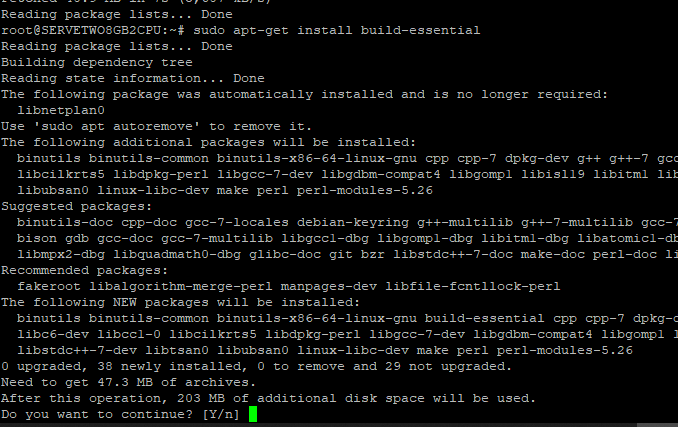 Reading package lists... Done
root@SERVETWO8GB2CPU:~# sudo apt-get install build-essential
Reading package lists... Done
Building dependency tree
Reading state information... Done
The following package was automatically installed and is no longer required:
  libnetplan0
Use 'sudo apt autoremove' to remove it.
The following additional packages will be installed:
  binutils binutils-common binutils-x86-64-linux-gnu cpp cpp-7 dpkg-dev g++ g++-7 gcc
  libcilkrts5 libdpkg-perl libgcc-7-dev libgdbm-compat4 libgomp1 libisl19 libitm1 lib
  libubsan0 linux-libc-dev make perl perl-modules-5.26
Suggested packages:
  binutils-doc cpp-doc gcc-7-locales debian-keyring g++-multilib g++-7-multilib gcc-7
  bison gdb gcc-doc gcc-7-multilib libgcc1-dbg libgomp1-dbg libitm1-dbg libatomic1-db
  libmpx2-dbg libquadmath0-dbg glibc-doc git bzr libstdc++-7-doc make-doc perl-doc li
Recommended packages:
  fakeroot libalgorithm-merge-perl manpages-dev libfile-fcntllock-perl
The following NEW packages will be installed:
  binutils binutils-common binutils-x86-64-linux-gnu build-essential cpp cpp-7 dpkg-d
  libc6-dev libcc1-0 libcilkrts5 libdpkg-perl libgcc-7-dev libgdbm-compat4 libgomp1 l
  libstdc++-7-dev libtsan0 libubsan0 linux-libc-dev make perl perl-modules-5.26
0 upgraded, 38 newly installed, 0 to remove and 29 not upgraded.
Need to get 47.3 MB of archives.
After this operation, 203 MB of additional disk space will be used.
Do you want to continue? [Y/n]